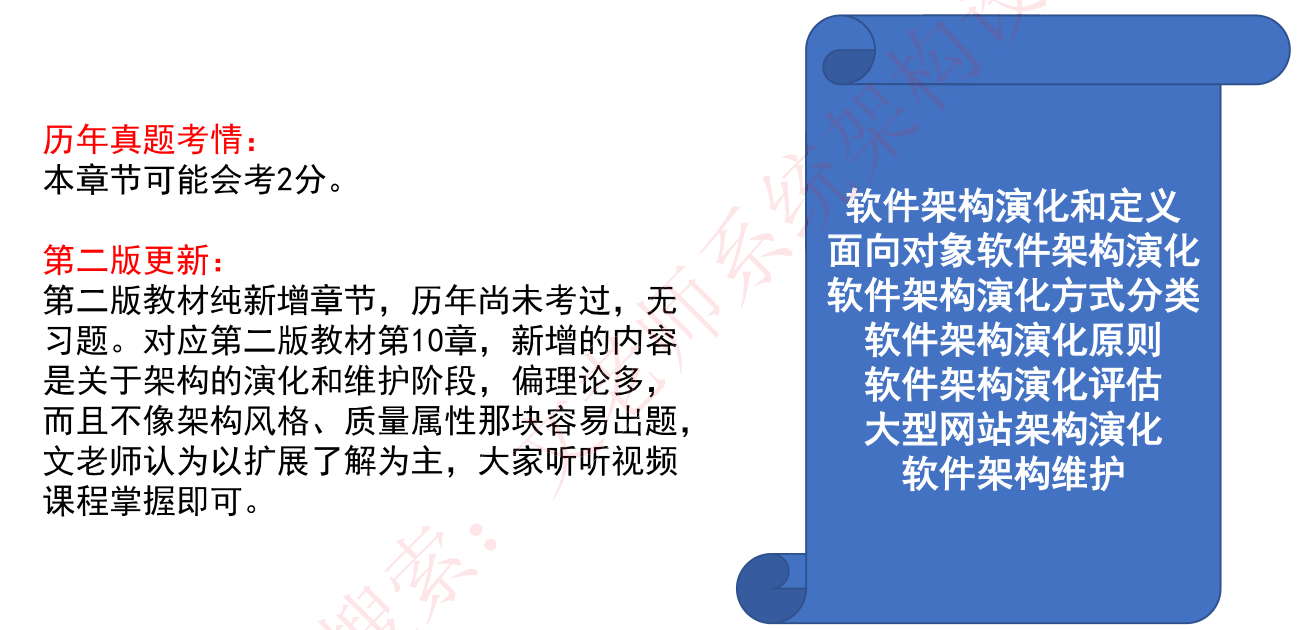 历年真题考情：
本章节可能会考2分。
第二版更新：
第二版教材纯新增章节，历年尚未考过，无
习题。对应第二版教材第10章，新增的内容
是关于架构的演化和维护阶段，偏理论多，
而且不像架构风格、质量属性那块容易出题，
文老师认为以扩展了解为主，大家听听视频
课程掌握即可。
软件架构演化和定义
面向对象软件架构演化
软件架构演化方式分类
软件架构演化原则
软件架构演化评估
大型网站架构演化
软件架构维护
搜索：文老师系统架构设